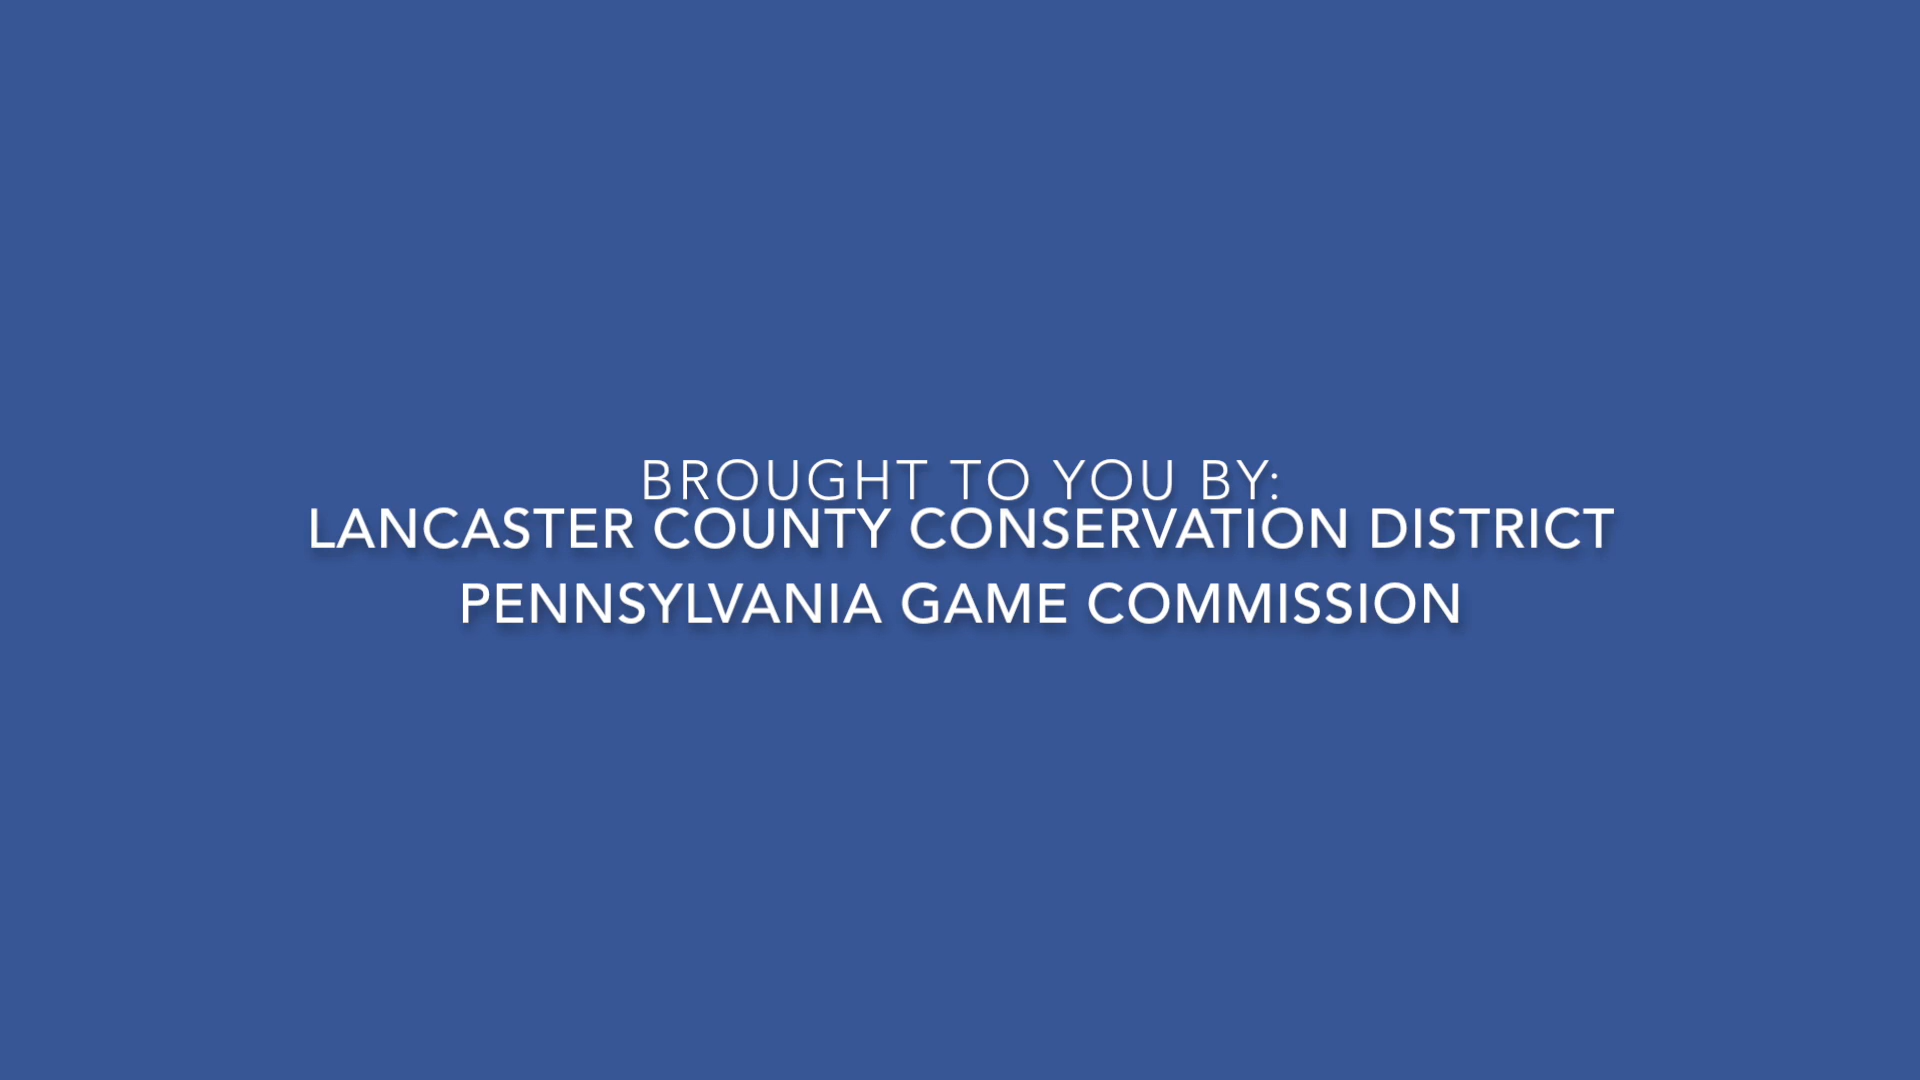 BROUGHT TO YOU BY:
LANCASTER COUNTY CONSERVATION DISTRICT
PENNSYLVANIA GAME COMMISSION